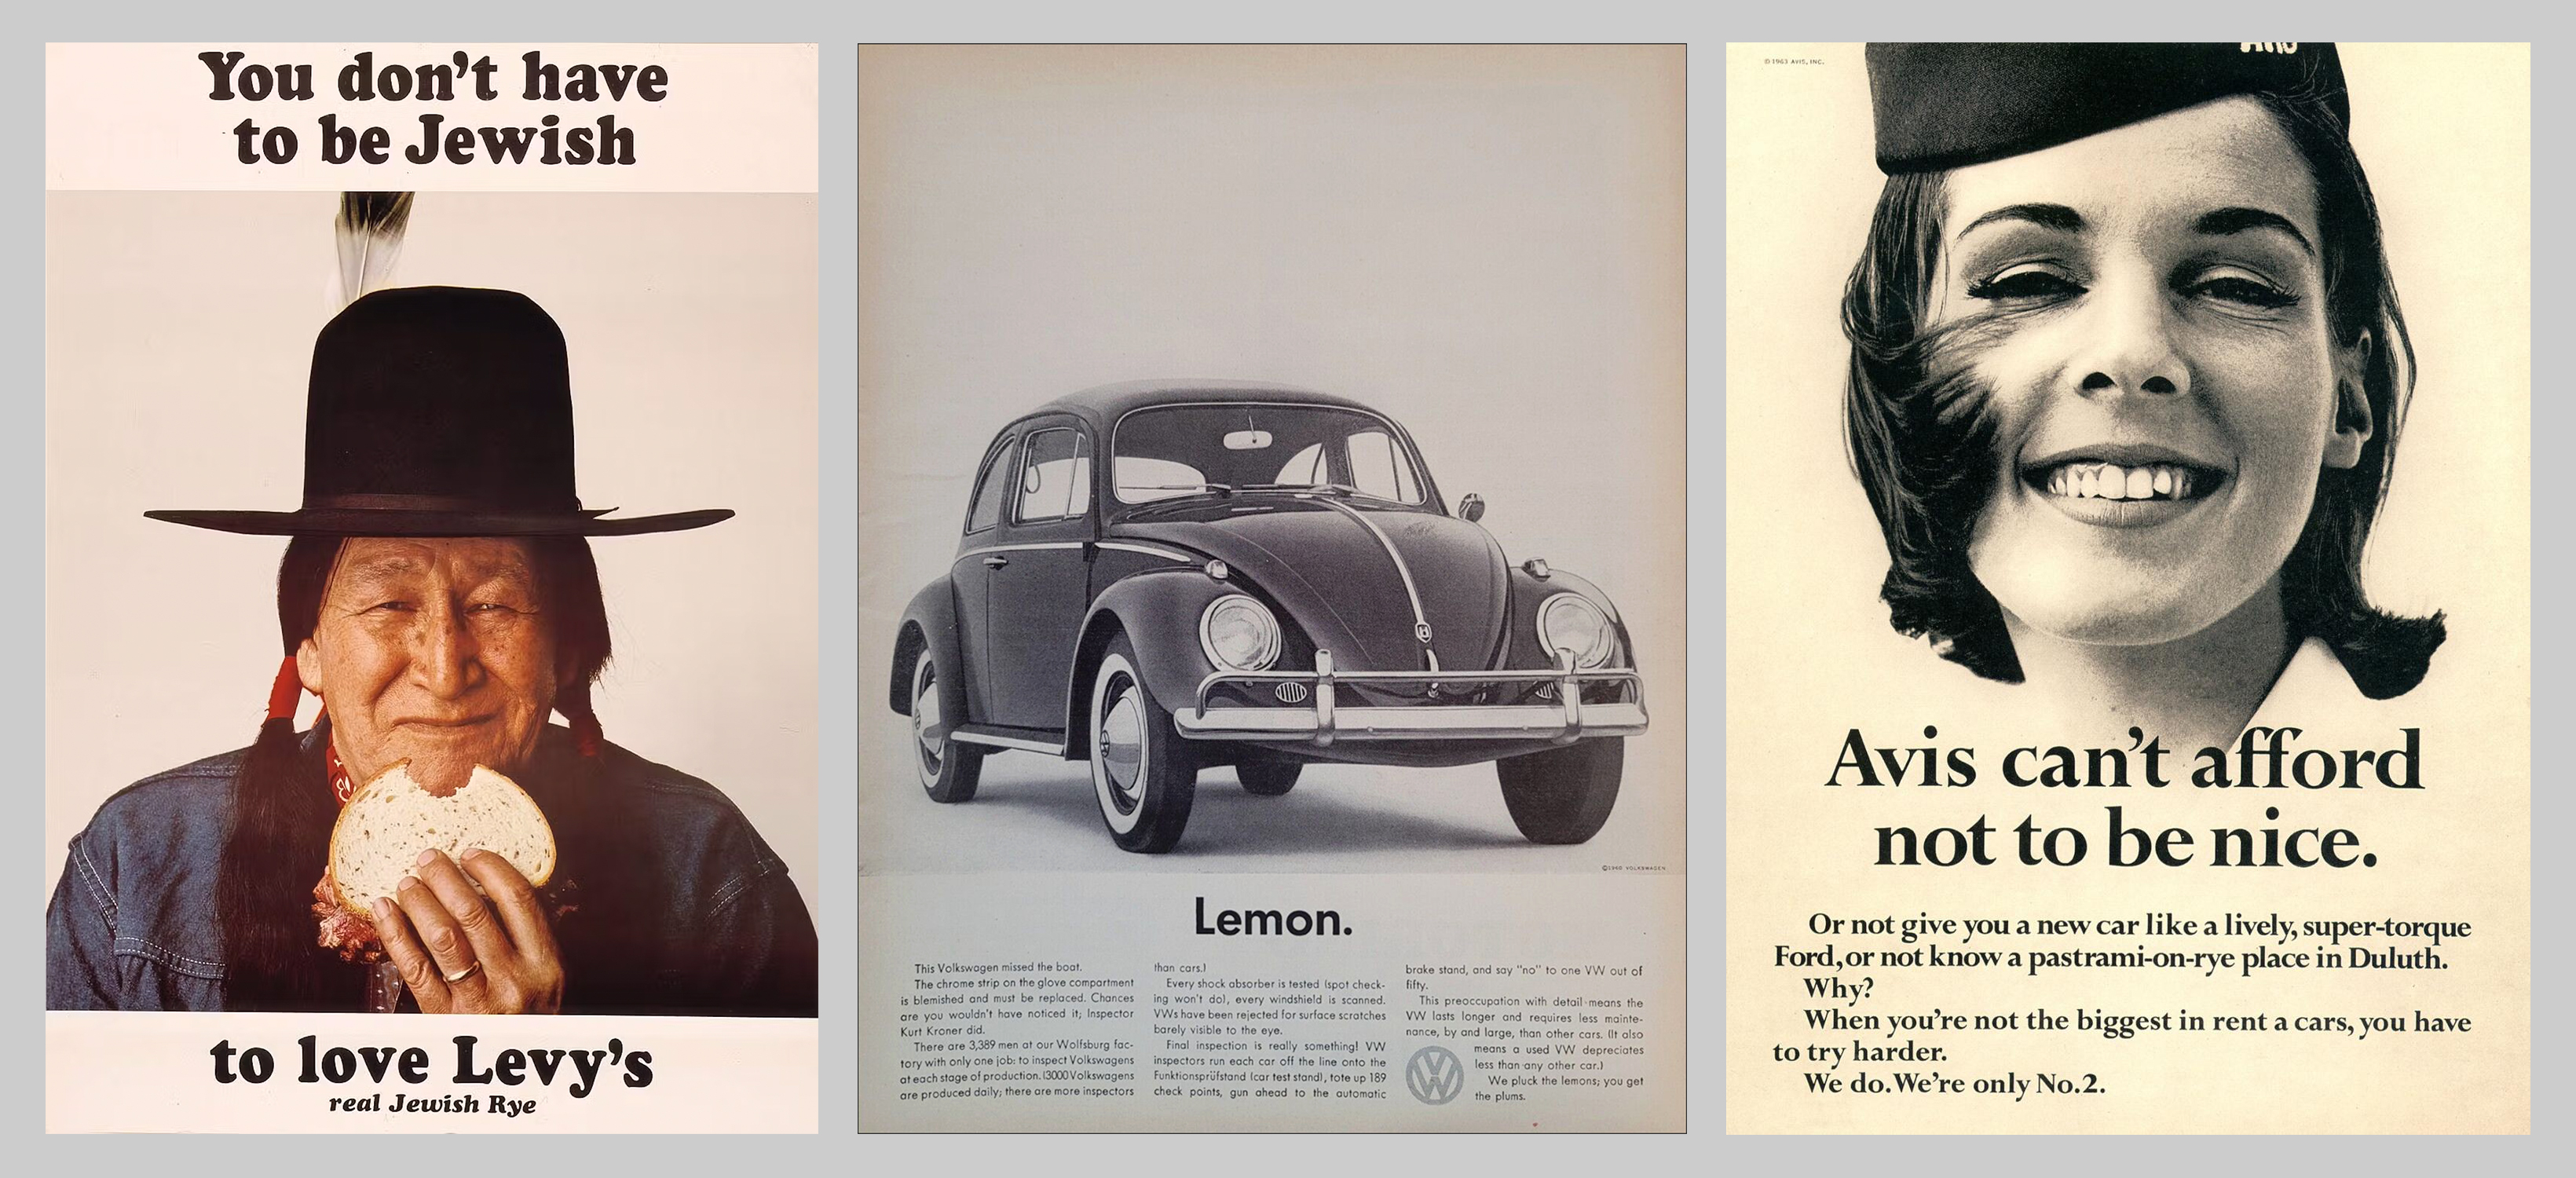 You don't have
to be Jewish
to love Levy's
real Jewish Rye
©1960 VOLKSWAGEN
Lemon.
This Volkswagen missed the boat.
The chrome strip on the glove compartment
is blemished and must be replaced. Chances
are you wouldn't have noticed it; Inspector
Kurt Kroner did.
There are 3,389 men at our Wolfsburg fac-
tory with only one job: to inspect Volkswagens
at each stage of production. (3000 Volkswagens
are produced daily; there are more inspectors
than cars.)
Every shock absorber is tested (spot check-
ing won't do), every windshield is scanned.
VWs have been rejected for surface scratches
barely visible to the eye.
Final inspection is really something! VW
inspectors run each car off the line onto the
Funktionsprüfstand (car test stand), tote up 189
check points, gun ahead to the automatic
brake stand, and say "no" to one VW out of
fifty.
This preoccupation with detail means the
VW lasts longer and requires less mainte-
nance, by and large, than other cars. (It also
means a used VW depreciates
less than any other car.)
We pluck the lemons; you get
the plums.
© 1963 AVIS, INC.
Avis
Avis can't afford
not to be nice.
Or not give you a new car like a lively, super-torque
Ford, or not know a pastrami-on-rye place in Duluth.
Why?
When you're not the biggest in rent a cars, you have
to try harder.
We do. We're only No. 2.